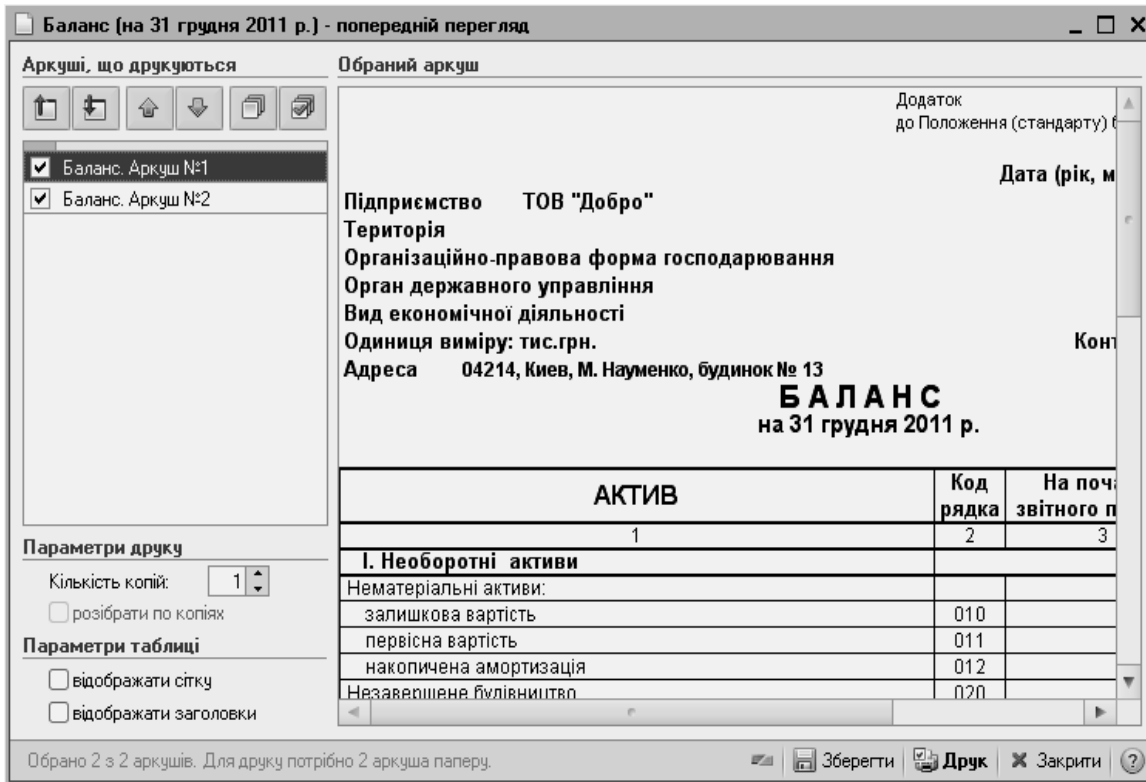 Баланс (на 31 грудня 2011 р.) - попередній перегляд
Аркуші, що друкуються
Баланс. Аркуш №1
Баланс. Аркуш №2
Параметри друку
Кількість копій: 1
розібрати по копіях
Параметри таблиці
відображати сітку
відображати заголовки
Обраний аркуш
Додаток
до Положення (стандарту) б
Дата (рік, м
Підприємство ТОВ "Добро"
Територія
Організаційно-правова форма господарювання
Орган державного управління
Вид економічної діяльності
Одиниця виміру: тис.грн. Конт
Адреса 04214, Киев, М. Науменко, будинок № 13
БАЛАНС
на 31 грудня 2011 р.
АКТИВ Код рядка На поча звітного п
1 2 3
І. Необоротні активи
Нематеріальні активи:
залишкова вартість 010
первісна вартість 011
накопичена амортизація 012
Незавершене будівництво 020
Обрано 2 з 2 аркушів. Для друку потрібно 2 аркуша паперу. Зберегти Друк Закрити ?